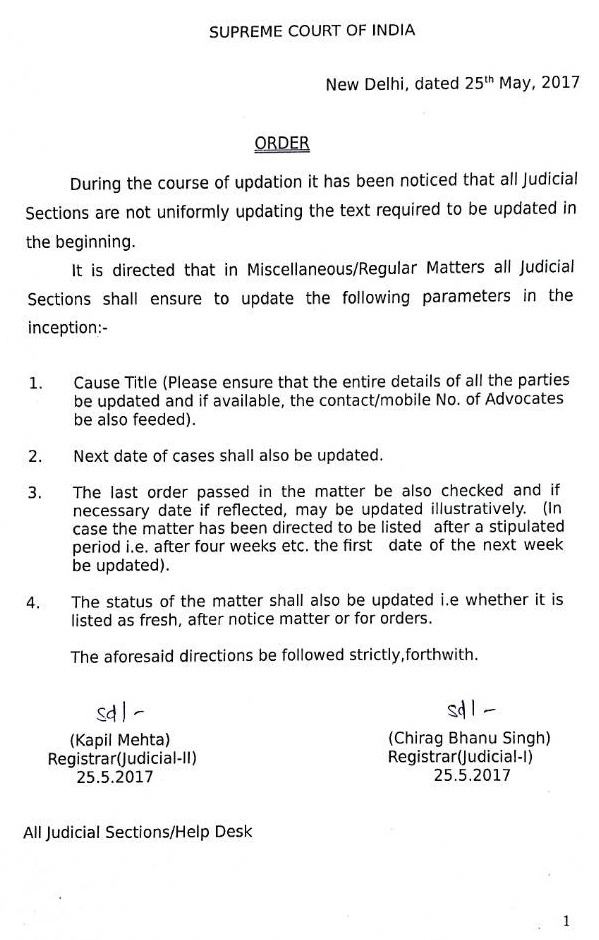 SUPREME COURT OF INDIA
New Delhi, dated 25th May, 2017
ORDER
During the course of updation it has been noticed that all Judicial
Sections are not uniformly updating the text required to be updated in
the beginning.
It is directed that in Miscellaneous/Regular Matters all Judicial
Sections shall ensure to update the following parameters in the
inception:-
1. Cause Title (Please ensure that the entire details of all the parties
be updated and if available, the contact/mobile No. of Advocates
be also feeded).
2. Next date of cases shall also be updated.
3. The last order passed in the matter be also checked and if
necessary date if reflected, may be updated illustratively. (In
case the matter has been directed to be listed after a stipulated
period i.e. after four weeks etc. the first date of the next week
be updated).
4. The status of the matter shall also be updated i.e whether it is
listed as fresh, after notice matter or for orders.
The aforesaid directions be followed strictly,forthwith.
sd/- sd/-
(Kapil Mehta) (Chirag Bhanu Singh)
Registrar(Judicial-II) Registrar(Judicial-I)
25.5.2017 25.5.2017
All Judicial Sections/Help Desk
1